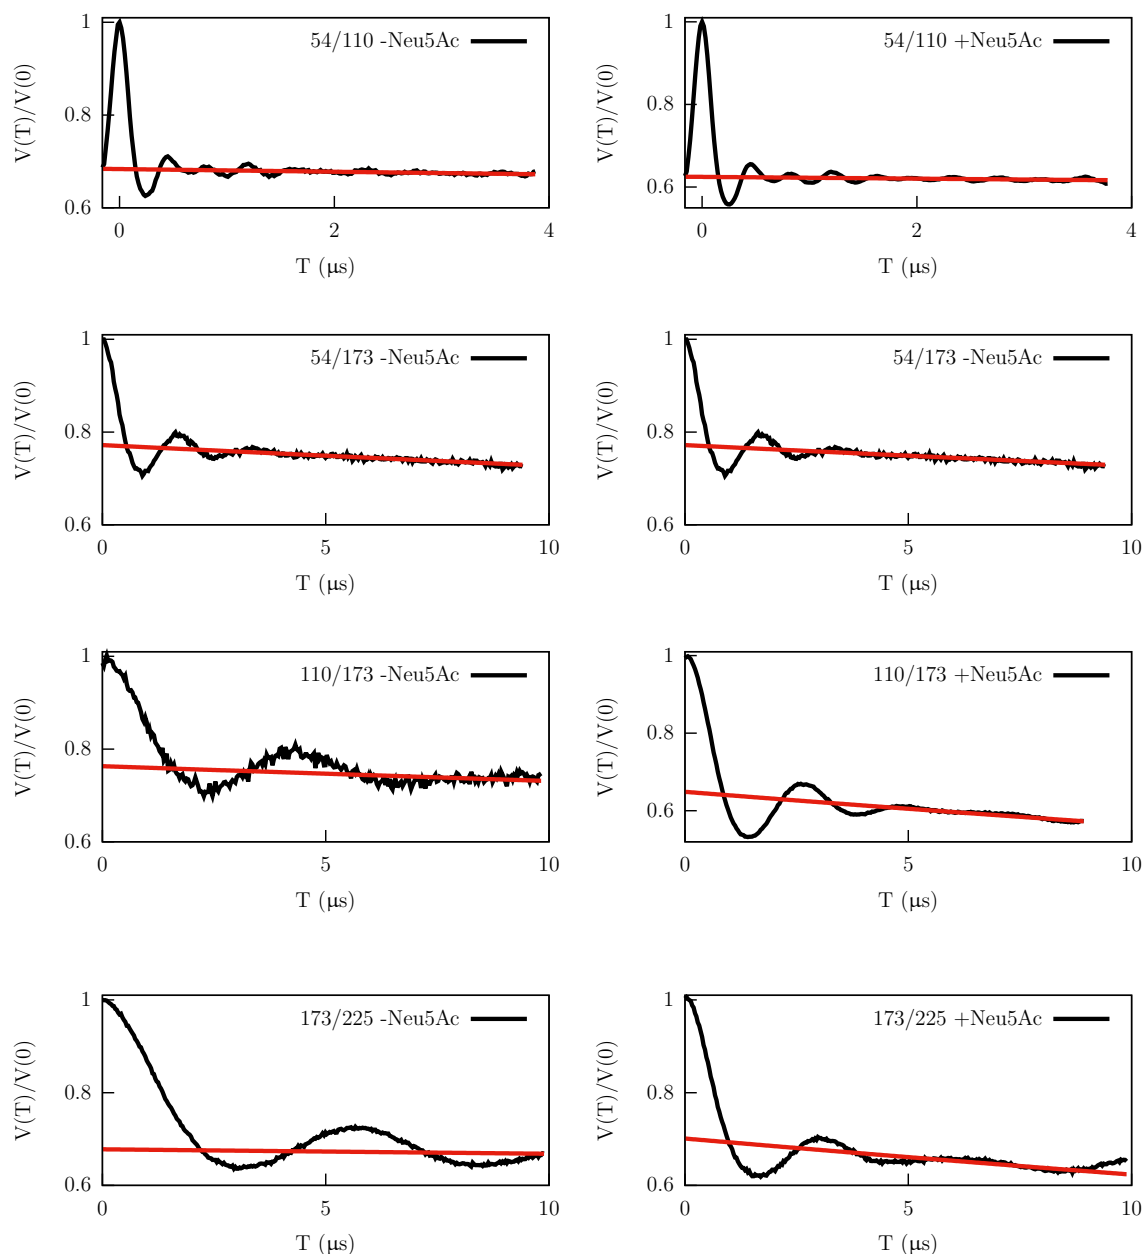 1
0.8
0.6
0
2
4
V(T)/V(0)
T (μs)
54/110 -Neu5Ac
1
0.8
0.6
0
2
4
V(T)/V(0)
T (μs)
54/110 +Neu5Ac
1
0.8
0.6
0
5
10
V(T)/V(0)
T (μs)
54/173 -Neu5Ac
1
0.8
0.6
0
5
10
V(T)/V(0)
T (μs)
54/173 -Neu5Ac
1
0.8
0.6
0
5
10
V(T)/V(0)
T (μs)
110/173 -Neu5Ac
1
0.8
0.6
0
5
10
V(T)/V(0)
T (μs)
110/173 +Neu5Ac
1
0.8
0.6
0
5
10
V(T)/V(0)
T (μs)
173/225 -Neu5Ac
1
0.8
0.6
0
5
10
V(T)/V(0)
T (μs)
173/225 +Neu5Ac